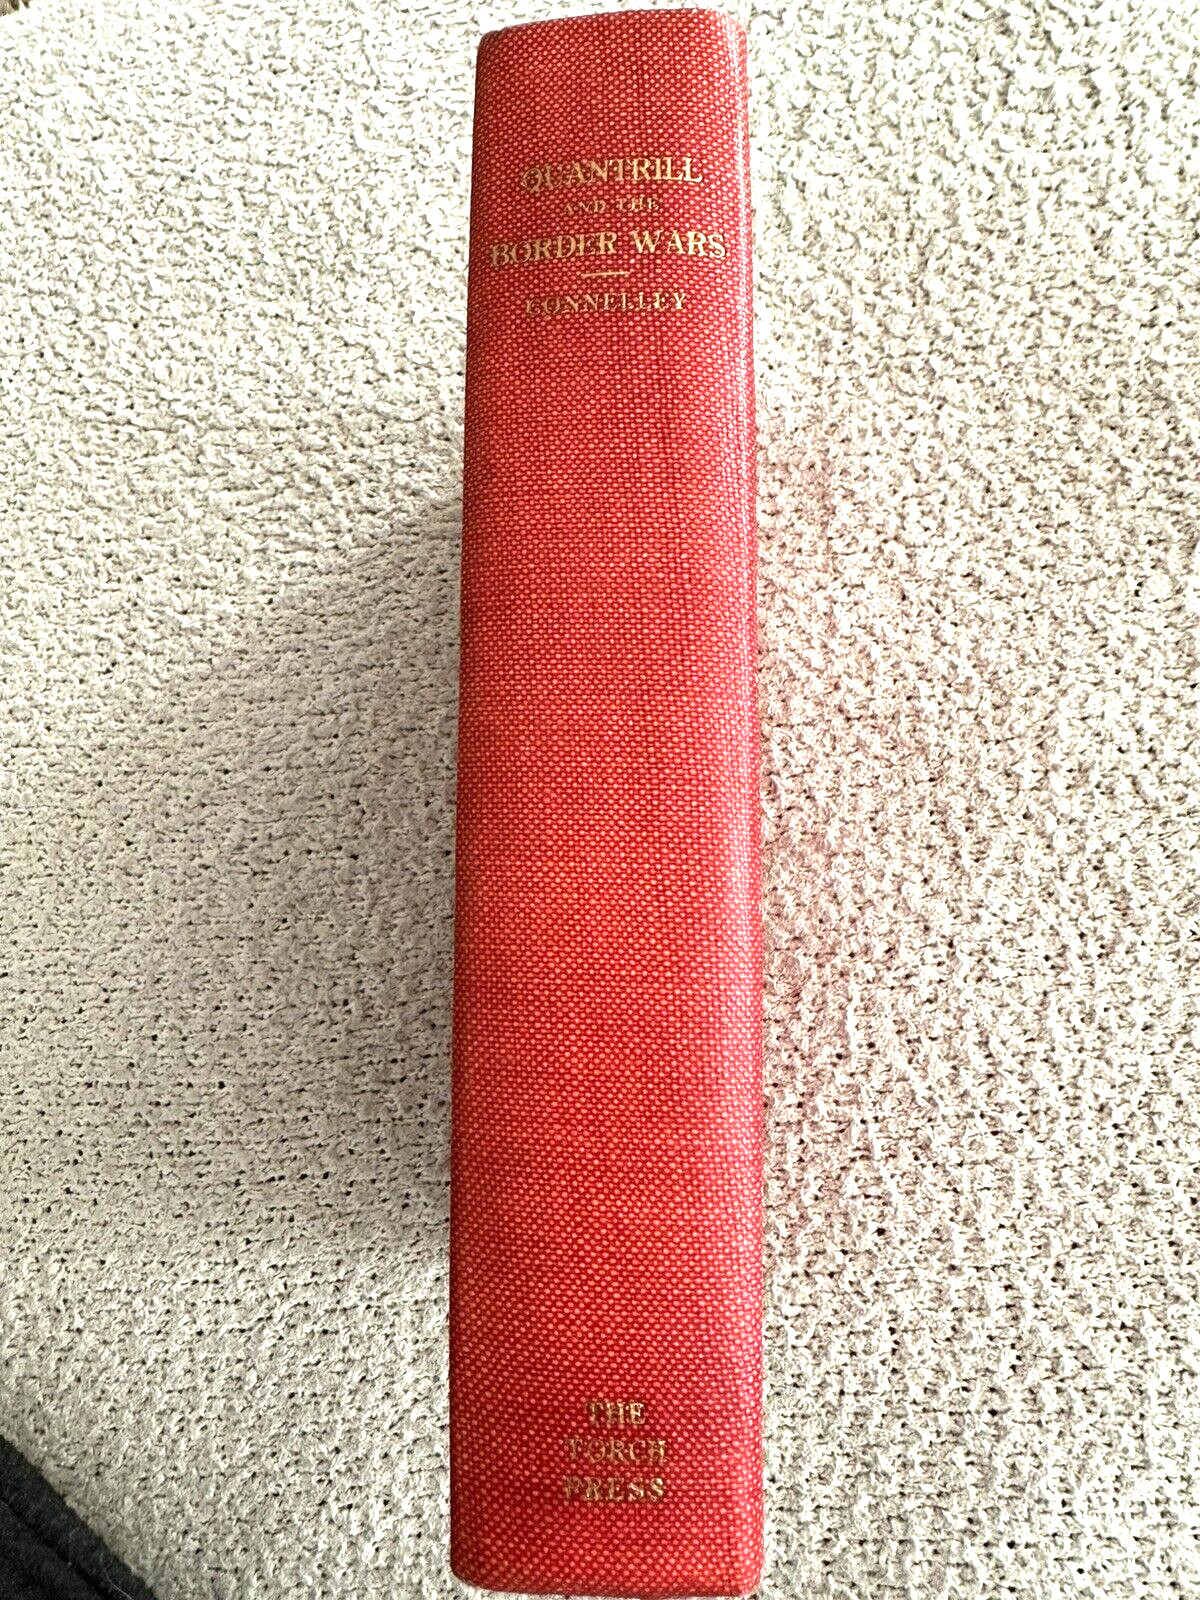 QUANTRILL
AND THE
BORDER WARS
CONNELLEY
THE
TORCH
PRESS